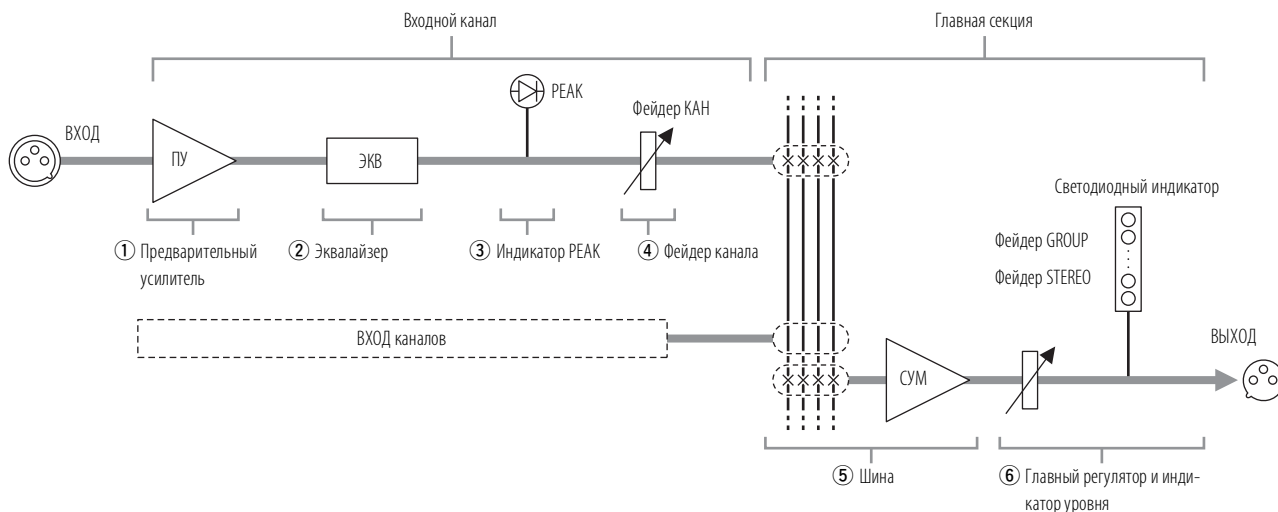 Входной канал
Главная секция
PEAK
Фейдер КАН
ВХОД
ПУ
ЭКВ
Светодиодный индикатор
① Предварительный
усилитель
② Эквалайзер
③ Индикатор PEAK
④ Фейдер канала
Фейдер GROUP
Фейдер STEREO
ВХОД каналов
ВЫХОД
СУМ
⑤ Шина
⑥ Главный регулятор и инди-
катор уровня